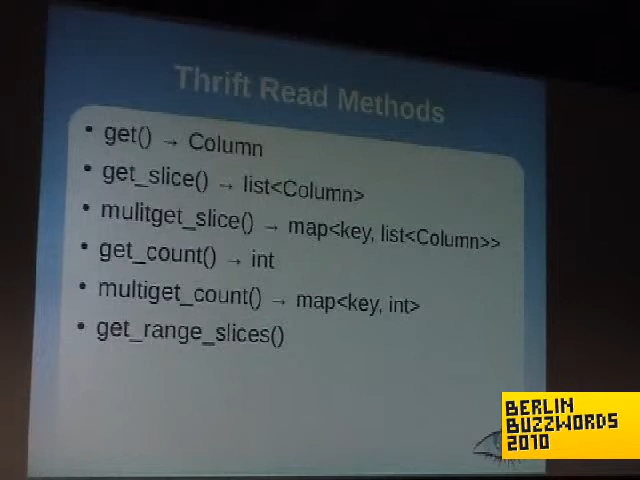 Thrift Read Methods
• get() → Column
• get_slice() → list<Column>
• mulitget_slice() → map<key, list<Column>>
• get_count() → int
• multiget_count() → map<key, int>
• get_range_slices()
BERLIN
BUZZWORDS
2010